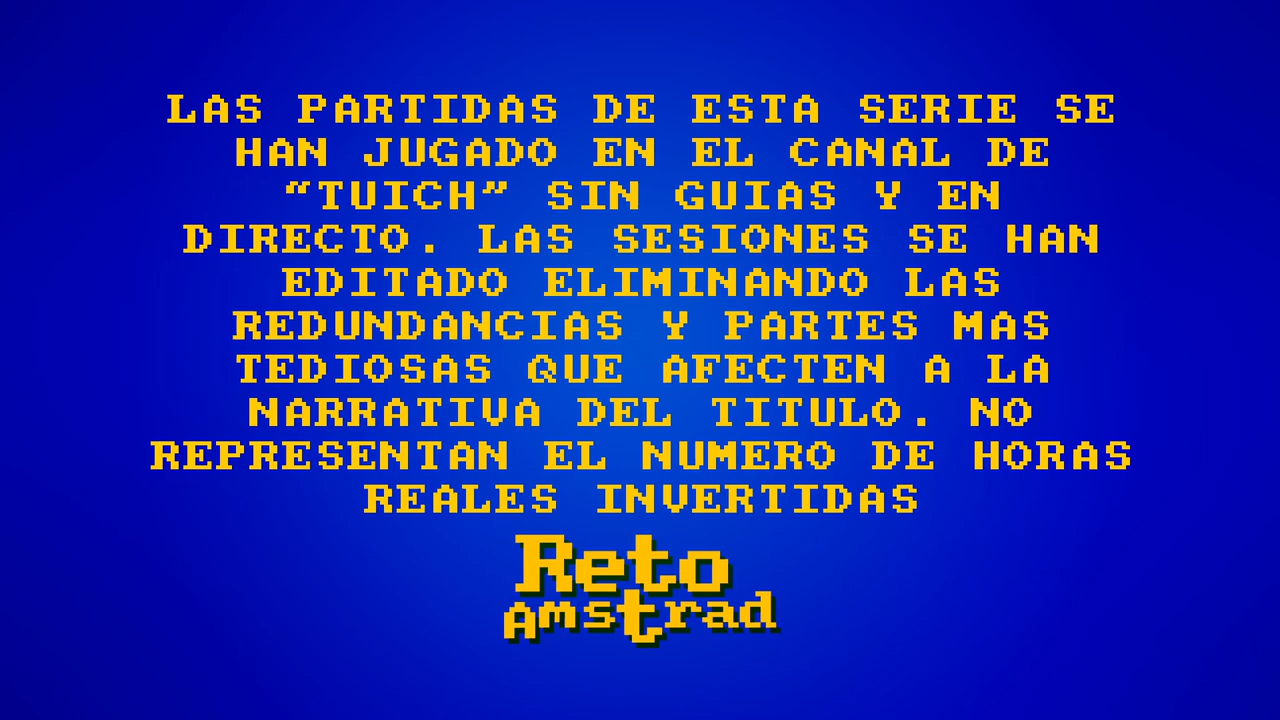 LAS PARTIDAS DE ESTA SERIE SE
HAN JUGADO EN EL CANAL DE
"TUICH" SIN GUIAS Y EN
DIRECTO. LAS SESIONES SE HAN
EDITADO ELIMINANDO LAS
REDUNDANCIAS Y PARTES MAS
TEDIOSAS QUE AFECTEN A LA
NARRATIVA DEL TITULO. NO
REPRESENTAN EL NUMERO DE HORAS
REALES INVERTIDAS
Reto
Amstrad